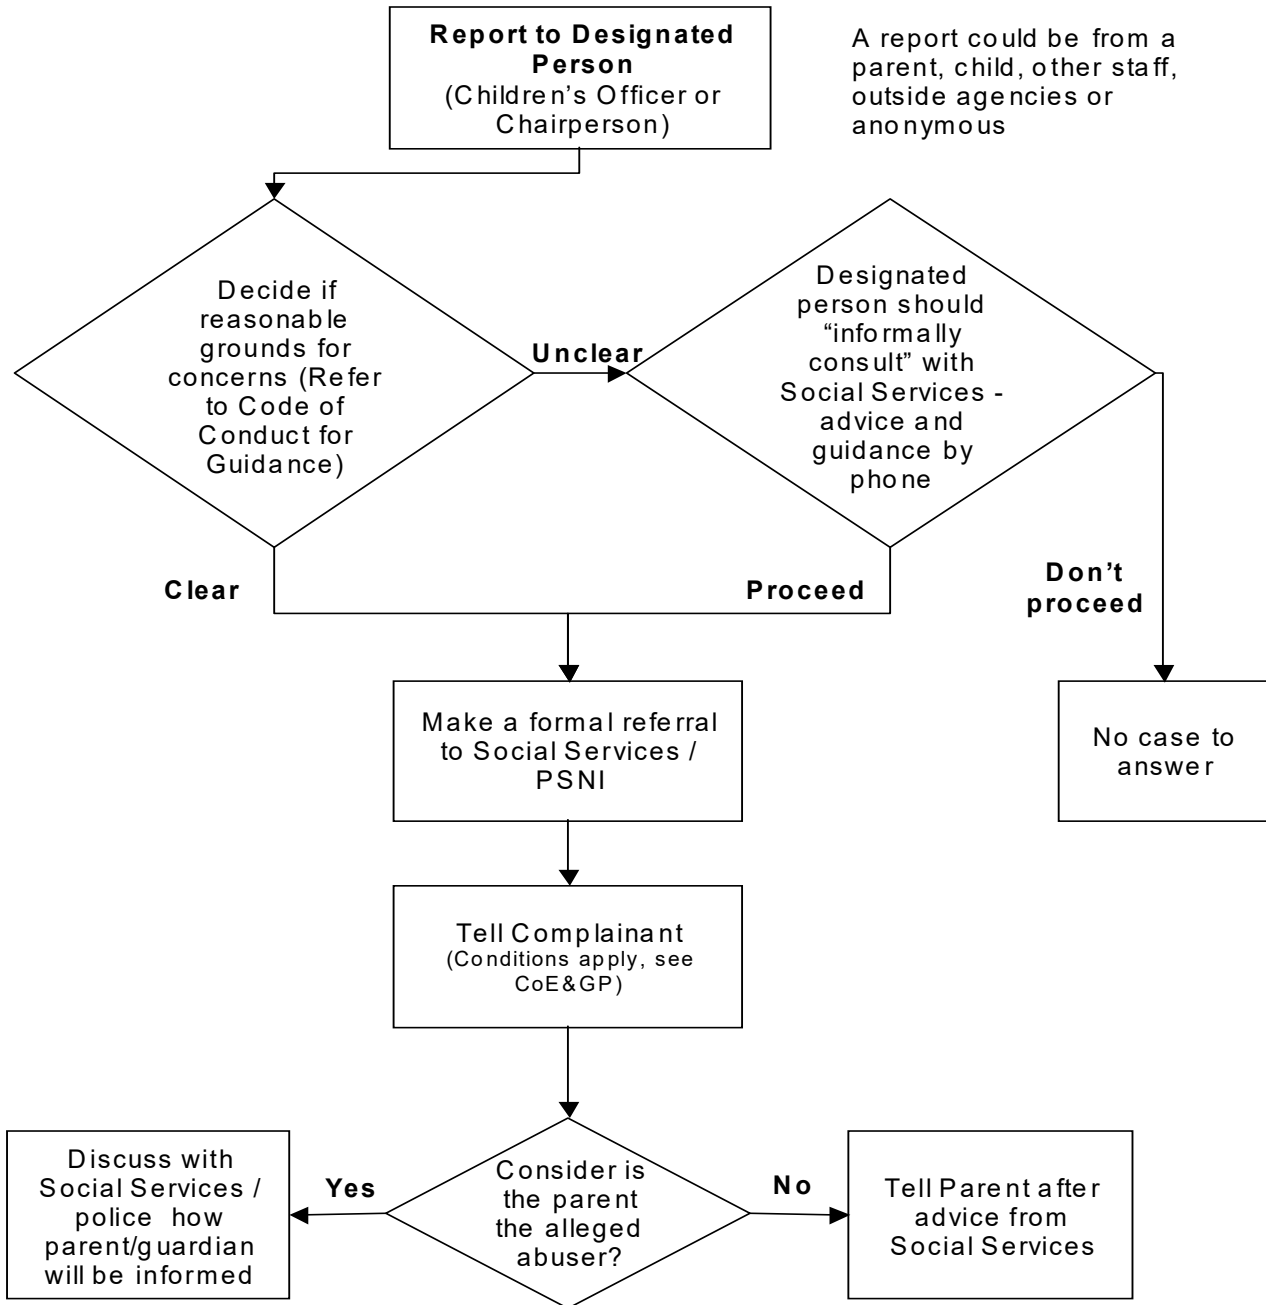 Report to Designated
Person
(Children's Officer or
Chairperson)
A report could be from a
parent, child, other staff,
outside agencies or
anonymous
Decide if
reasonable
grounds for
concerns (Refer
to Code of
Conduct for
Guidance)
Unclear
Designated
person should
“informally
consult” with
Social Services -
advice and
guidance by
phone
Clear
Proceed
Don’t
proceed
Make a formal referral
to Social Services /
PSNI
No case to
answer
Tell Complainant
(Conditions apply, see
CoE&GP)
Discuss with
Social Services /
police how
parent/guardian
will be informed
Yes
Consider is
the parent
the alleged
abuser?
No
Tell Parent after
advice from
Social Services